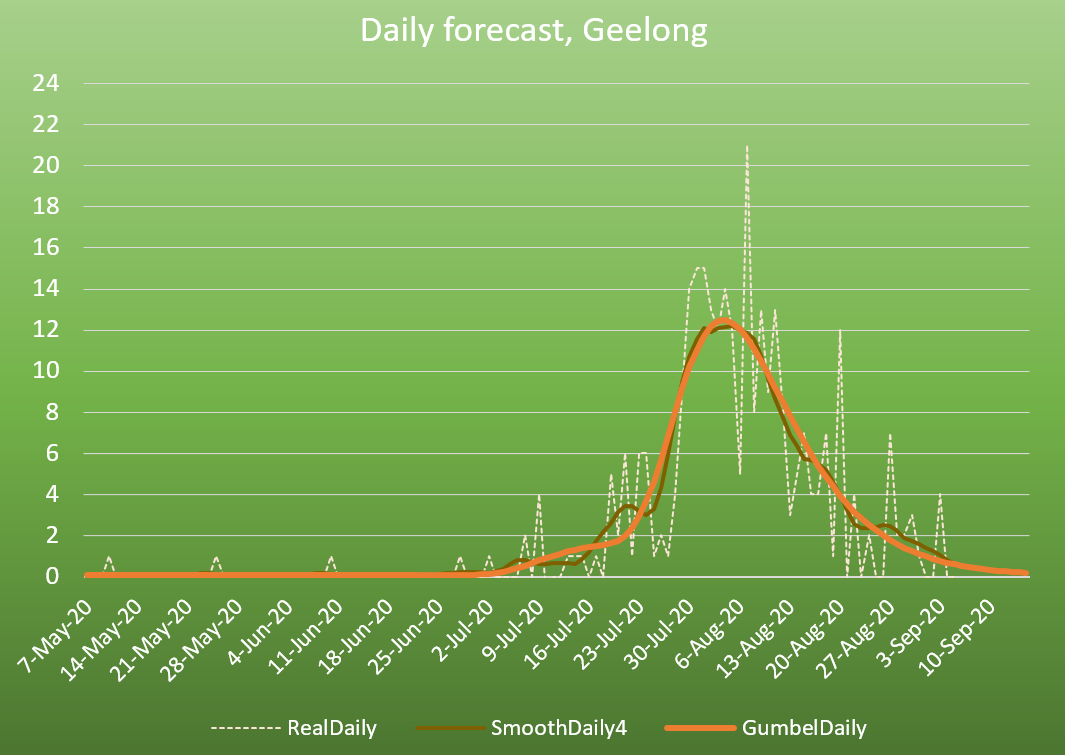 Daily forecast, Geelong
24
22
20
18
16
14
12
10
8
6
4
2
0
7-May-20
14-May-20
21-May-20
28-May-20
4-Jun-20
11-Jun-20
18-Jun-20
25-Jun-20
2-Jul-20
9-Jul-20
16-Jul-20
23-Jul-20
30-Jul-20
6-Aug-20
13-Aug-20
20-Aug-20
27-Aug-20
3-Sep-20
10-Sep-20
RealDaily SmoothDaily4 GumbelDaily